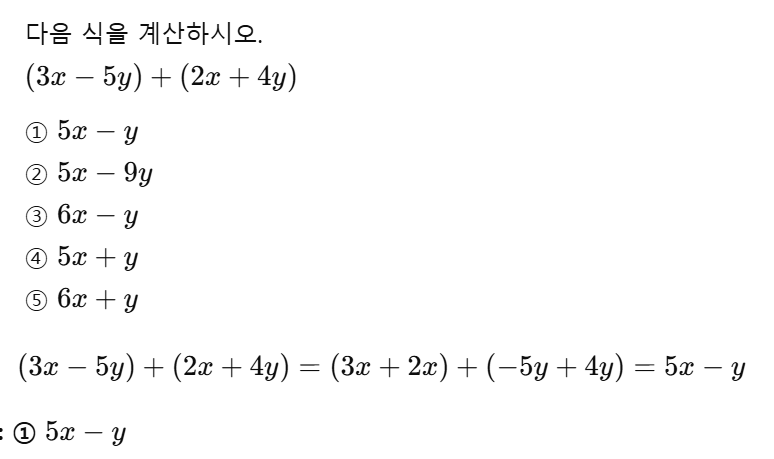 다음 식을 계산하시오.
(3x − 5y) + (2x + 4y)
① 5x − y
② 5x − 9y
③ 6x − y
④ 5x + y
⑤ 6x + y
(3x − 5y) + (2x + 4y) = (3x + 2x) + (−5y + 4y) = 5x − y
: ① 5x − y